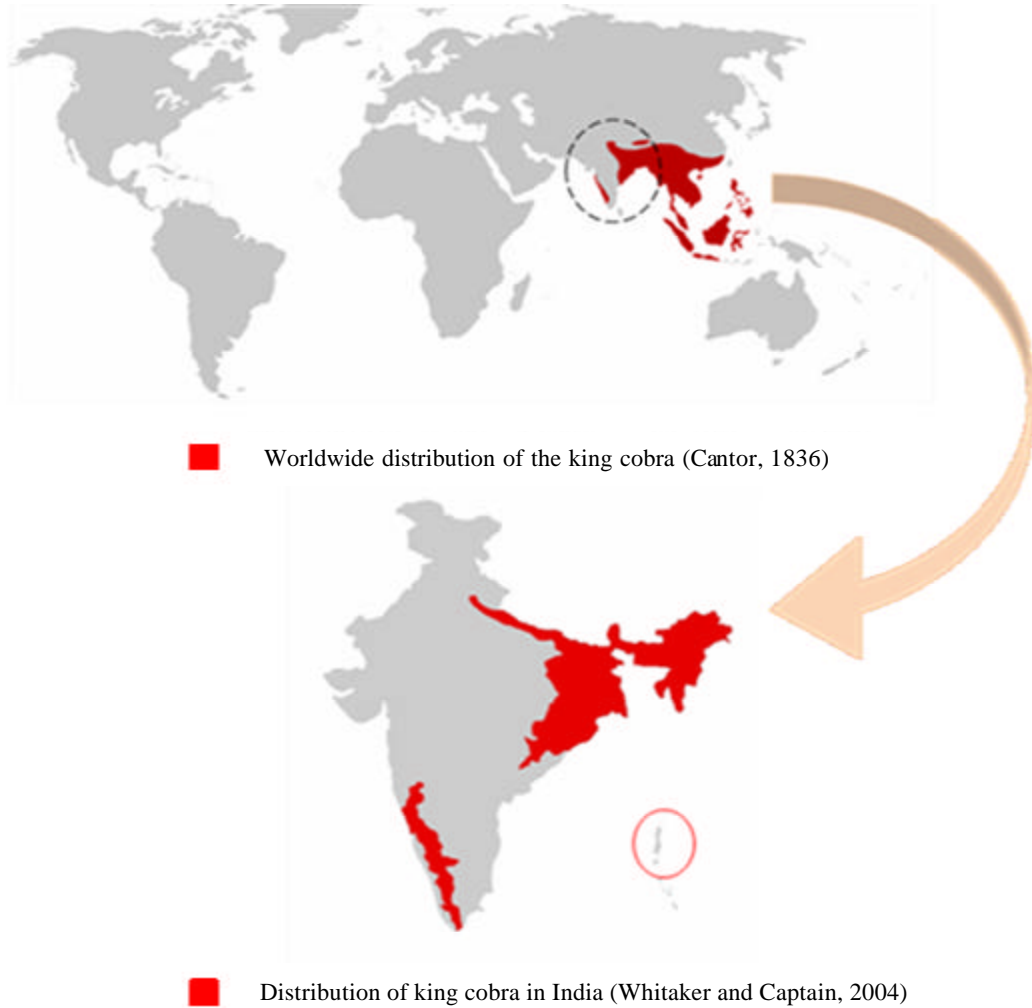 Worldwide distribution of the king cobra (Cantor, 1836)
Distribution of king cobra in India (Whitaker and Captain, 2004)